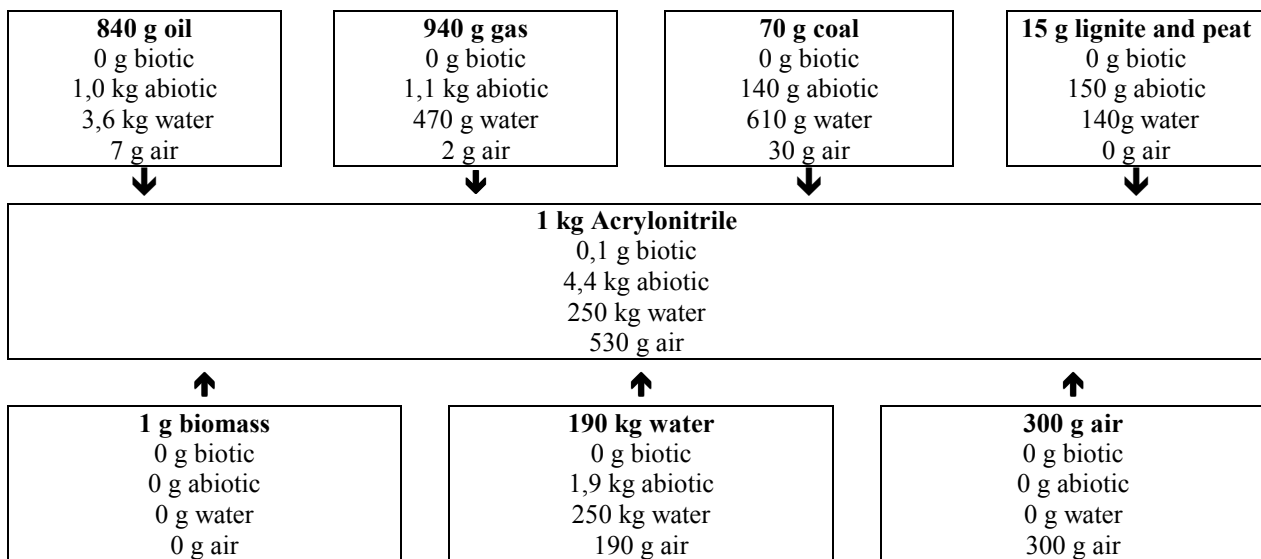 840 g oil
0 g biotic
1,0 kg abiotic
3,6 kg water
7 g air
940 g gas
0 g biotic
1,1 kg abiotic
470 g water
2 g air
70 g coal
0 g biotic
140 g abiotic
610 g water
30 g air
15 g lignite and peat
0 g biotic
150 g abiotic
140g water
0 g air
1 kg Acrylonitrile
0,1 g biotic
4,4 kg abiotic
250 kg water
530 g air
1 g biomass
0 g biotic
0 g abiotic
0 g water
0 g air
190 kg water
0 g biotic
1,9 kg abiotic
250 kg water
190 g air
300 g air
0 g biotic
0 g abiotic
0 g water
300 g air